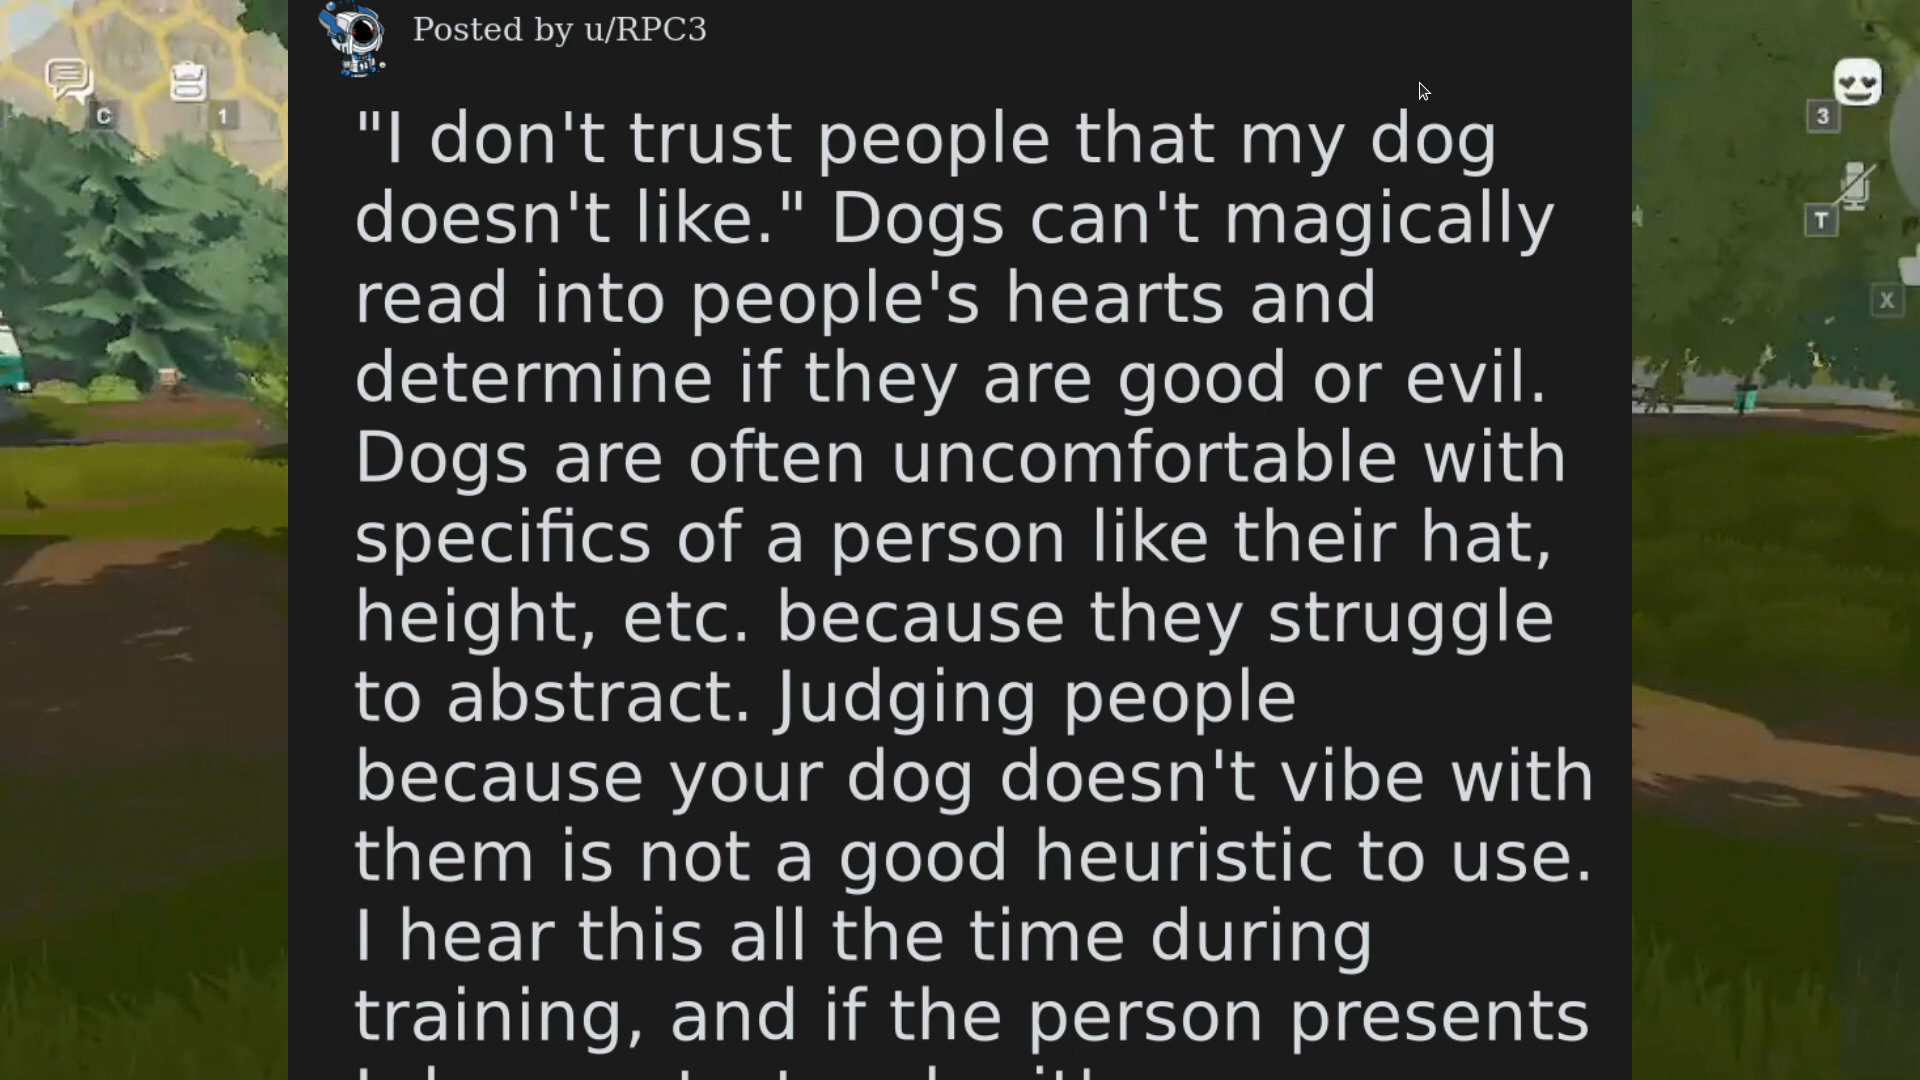 Posted by u/RPC3
"I don't trust people that my dog
doesn't like." Dogs can't magically
read into people's hearts and
determine if they are good or evil.
Dogs are often uncomfortable with
specifics of a person like their hat,
height, etc. because they struggle
to abstract. Judging people
because your dog doesn't vibe with
them is not a good heuristic to use.
I hear this all the time during
training, and if the person presents
C
1
3
T
X